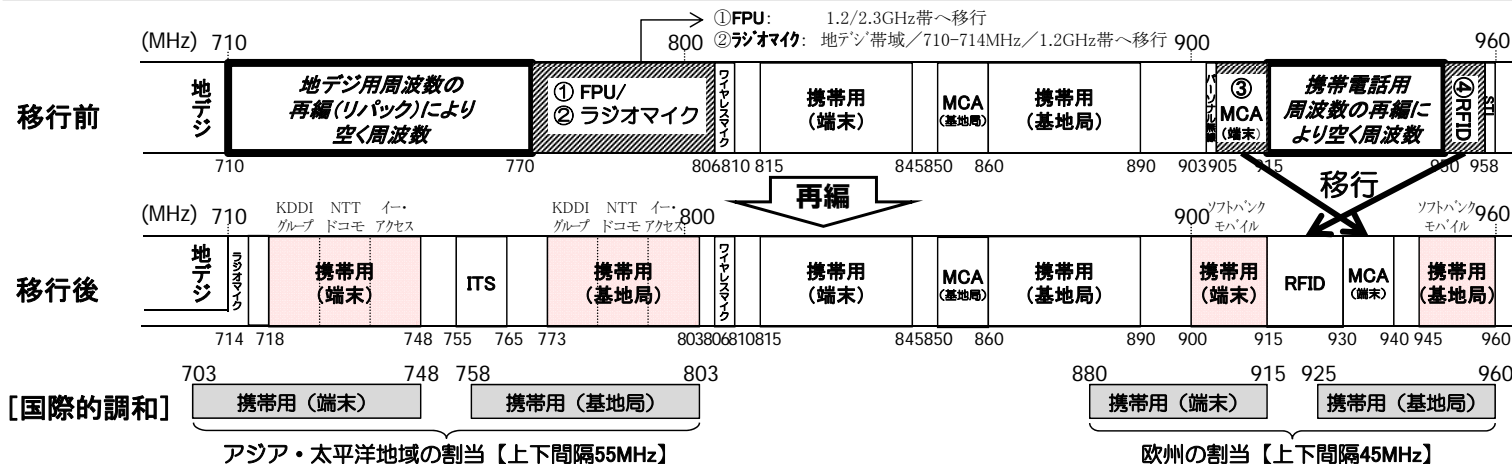 ①FPU: 1.2/2.3GHz帯へ移行
②ラジオマイク: 地デジ帯域／710-714MHz／1.2GHz帯へ移行
(MHz) 710 800 900 960
移行前
地デジ
地デジ用周波数の
再編(リパック)により
空く周波数
① FPU/
② ラジオマイク
ワイヤレスマイク
携帯用
(端末)
MCA
(基地局)
携帯用
(基地局)
パーソナル無線
③
MCA
(端末)
携帯電話用
周波数の再編に
より空く周波数
④RFID
STL
710 770 806 810 815 845 850 860 890 903 905 915 950 958
再編
移行
(MHz) 710 800 900 960
KDDI
グループ
NTT
ドコモ
イー・
アクセス
KDDI
グループ
NTT
ドコモ
イー・
アクセス
ソフトバンク
モバイル
ソフトバンク
モバイル
移行後
地デジ
ラジオマイク
携帯用
(端末)
ITS
携帯用
(基地局)
ワイヤレスマイク
携帯用
(端末)
MCA
(基地局)
携帯用
(基地局)
携帯用
(端末)
RFID
MCA
(端末)
携帯用
(基地局)
714 718 748 755 765 773 803 806 810 815 845 850 860 890 900 915 930 940 945 960
703 748 758 803 880 915 925 960
[国際的調和]
携帯用（端末） 携帯用（基地局） 携帯用（端末） 携帯用（基地局）
アジア・太平洋地域の割当【上下間隔55MHz】 欧州の割当【上下間隔45MHz】